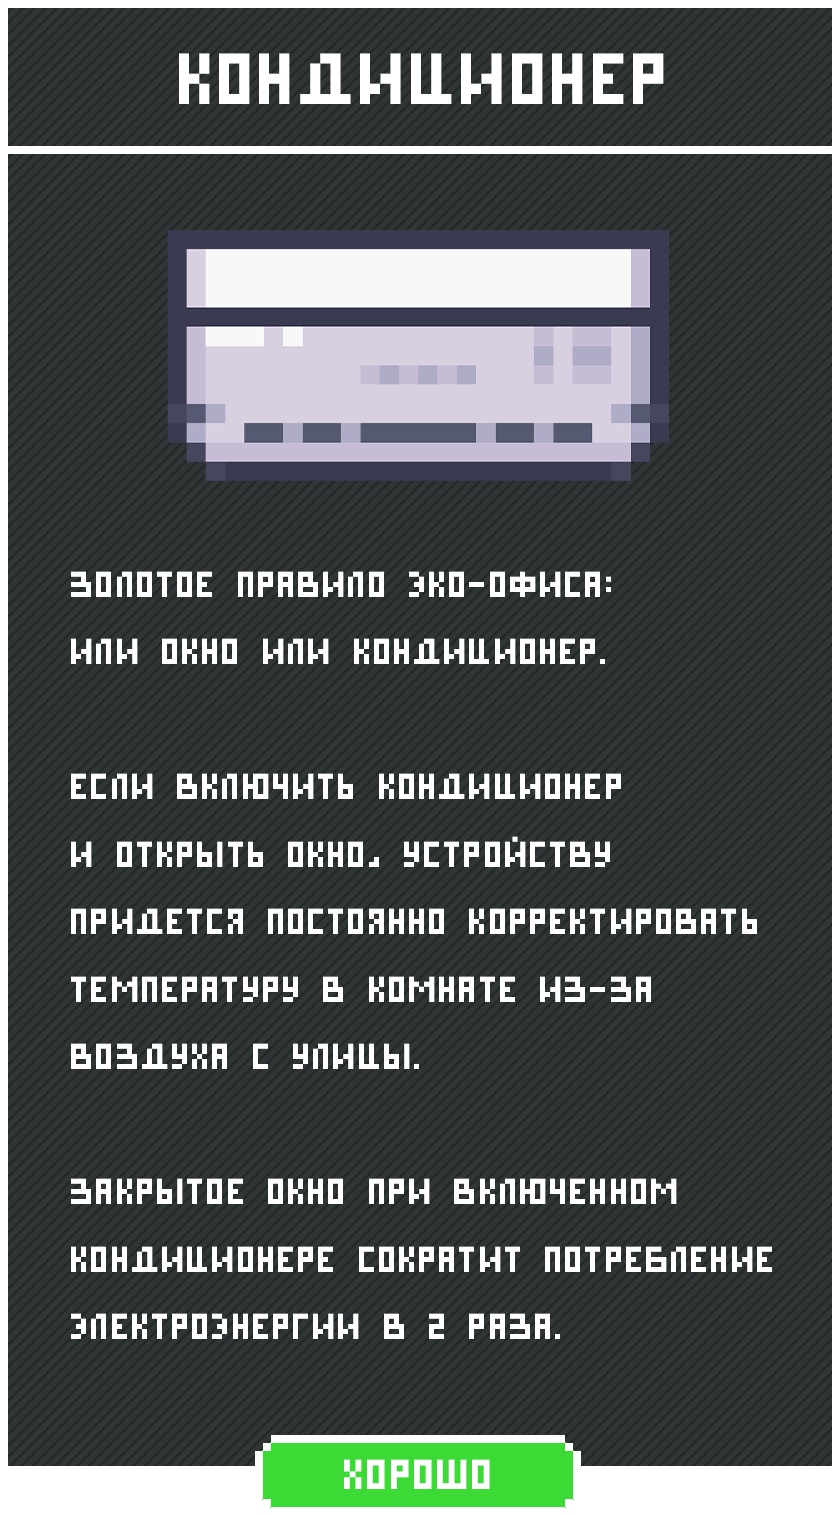 КОНДИЦИОНЕР
ЗОЛОТОЕ ПРАВИЛО ЭКО-ОФИСА:
ИЛИ ОКНО ИЛИ КОНДИЦИОНЕР.
ЕСЛИ ВКЛЮЧИТЬ КОНДИЦИОНЕР
И ОТКРЫТЬ ОКНО, УСТРОЙСТВУ
ПРИДЕТСЯ ПОСТОЯННО КОРРЕКТИРОВАТЬ
ТЕМПЕРАТУРУ В КОМНАТЕ ИЗ-ЗА
ВОЗДУХА С УЛИЦЫ.
ЗАКРЫТОЕ ОКНО ПРИ ВКЛЮЧЕННОМ
КОНДИЦИОНЕРЕ СОКРАТИТ ПОТРЕБЛЕНИЕ
ЭЛЕКТРОЭНЕРГИИ В 2 РАЗА.
ХОРОШО